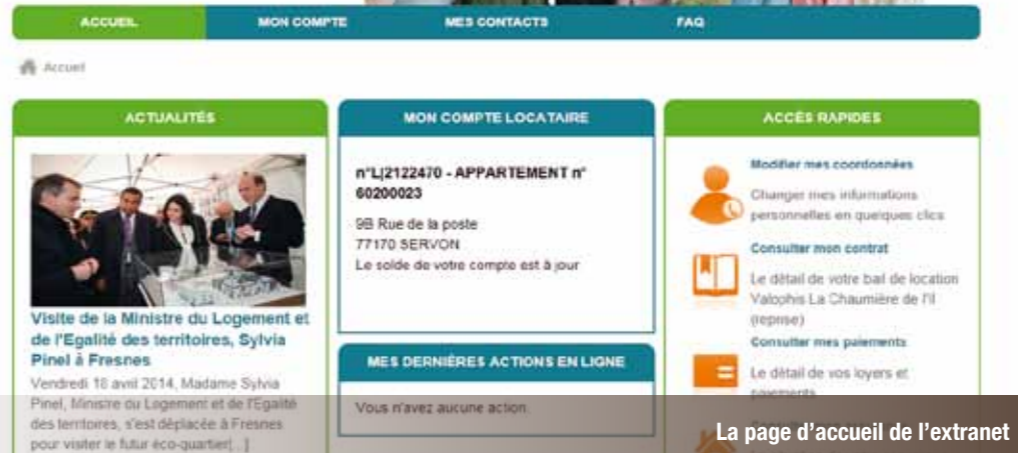 ACCUEIL
MON COMPTE
MES CONTACTS
FAQ
Accueil
ACTUALITÉS
Visite de la Ministre du Logement et
de l'Egalité des territoires, Sylvia
Pinel à Fresnes
Vendredi 18 avril 2014, Madame Sylvia
Pinel, Ministre du Logement et de l'Egalité
des territoires, s'est déplacée à Fresnes
pour visiter le futur éco-quartier[...]
MON COMPTE LOCATAIRE
n°L|2122470 - APPARTEMENT n°
60200023
9B Rue de la poste
77170 SERVON
Le solde de votre compte est à jour
MES DERNIÈRES ACTIONS EN LIGNE
Vous n'avez aucune action.
ACCÈS RAPIDES
Modifier mes coordonnées
Changer mes informations
personnelles en quelques clics
Consulter mon contrat
Le détail de votre bail de location
Valophis La Chaumière de l'Il
(reprise)
Consulter mes paiements
Le détail de vos loyers et
paiements
La page d'accueil de l'extranet